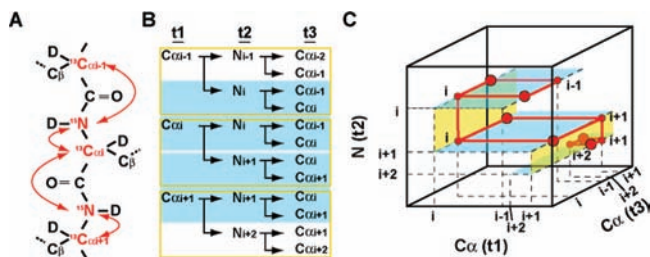 A
B
C
D
¹³Cαi-1
Cβ
C=O
D-¹⁵N
¹³Cαi
D
Cβ
O=C
¹⁵N
D
D
Cβ
¹³Cαi+1
t1 t2 t3
Cαi-1 Ni-1 Cαi-2
Cαi-1
Ni Cαi-1
Cαi
Cαi Ni Cαi-1
Cαi
Ni+1 Cαi
Cαi+1
Cαi+1 Ni+1 Cαi
Cαi+1
Ni+2 Cαi+1
Cαi+2
N (t2)
i
i+1
i+2
i
i-1
i
i+1
i+1
i+2
i
i-1
i+2
i+1
i
i-1
i+2
i+1
Cα (t1)
Cα (t3)